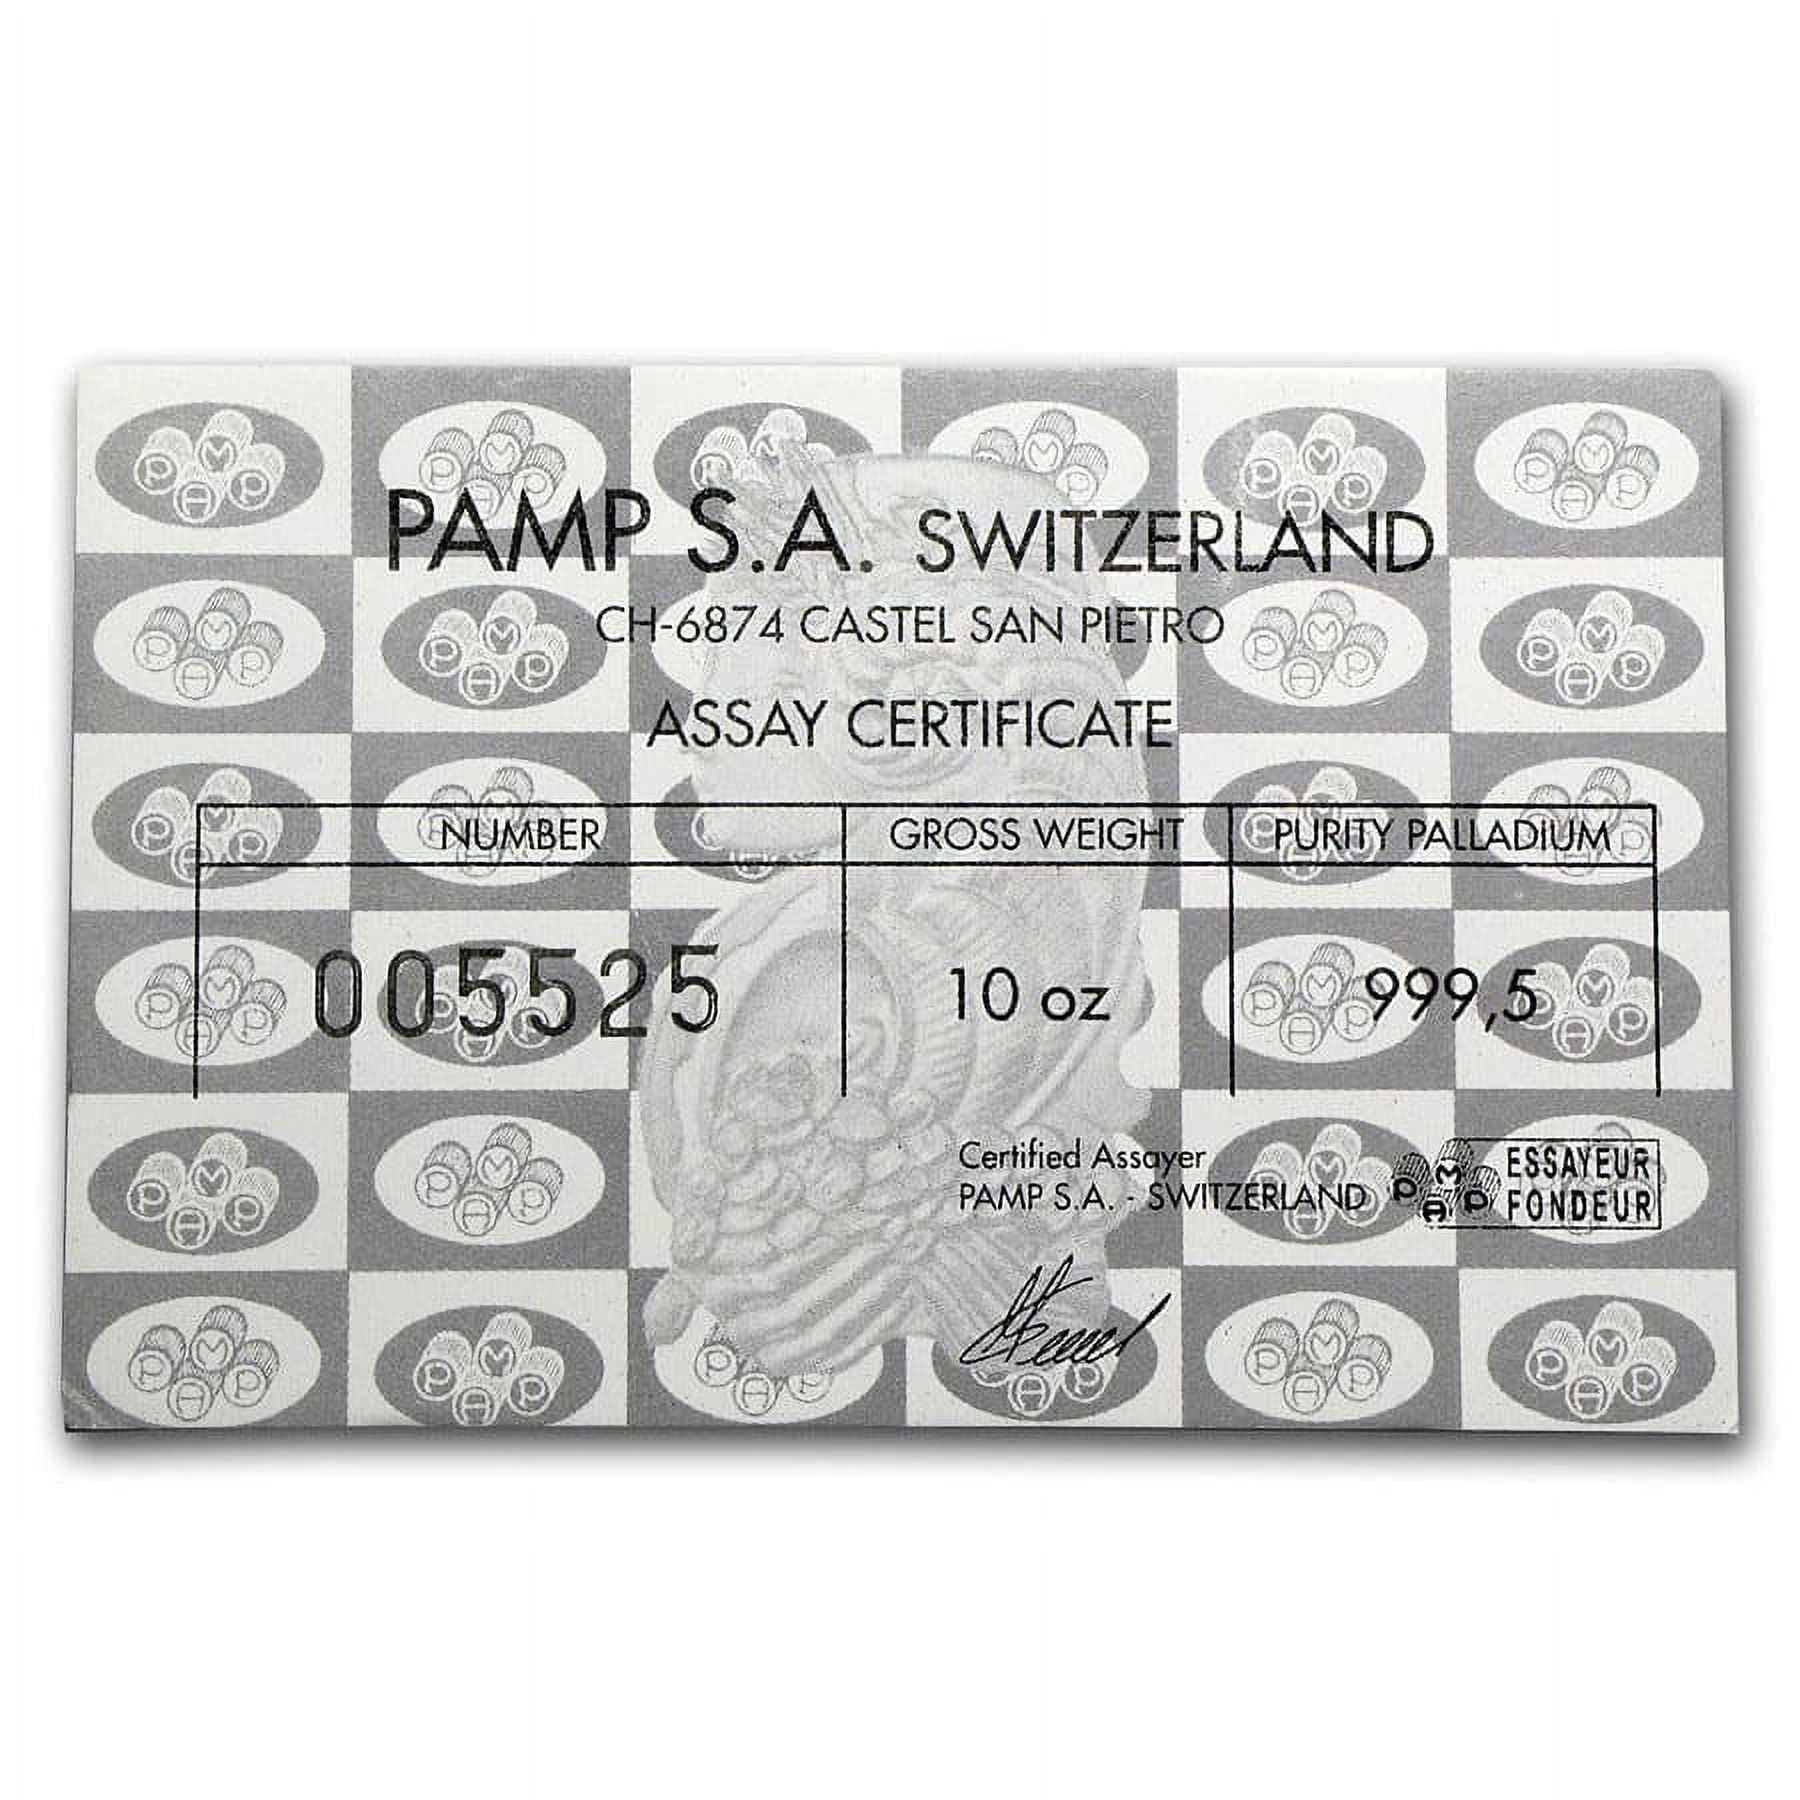 PAMP S.A. SWITZERLAND
CH-6874 CASTEL SAN PIETRO
ASSAY CERTIFICATE
NUMBER GROSS WEIGHT PURITY PALLADIUM
005525 10 oz 999,5
Certified Assayer
PAMP S.A. - SWITZERLAND
PAMP ESSAYEUR
FONDEUR